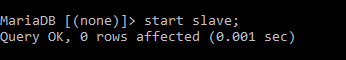 MariaDB [(none)]> start slave;
Query OK, 0 rows affected (0.001 sec)